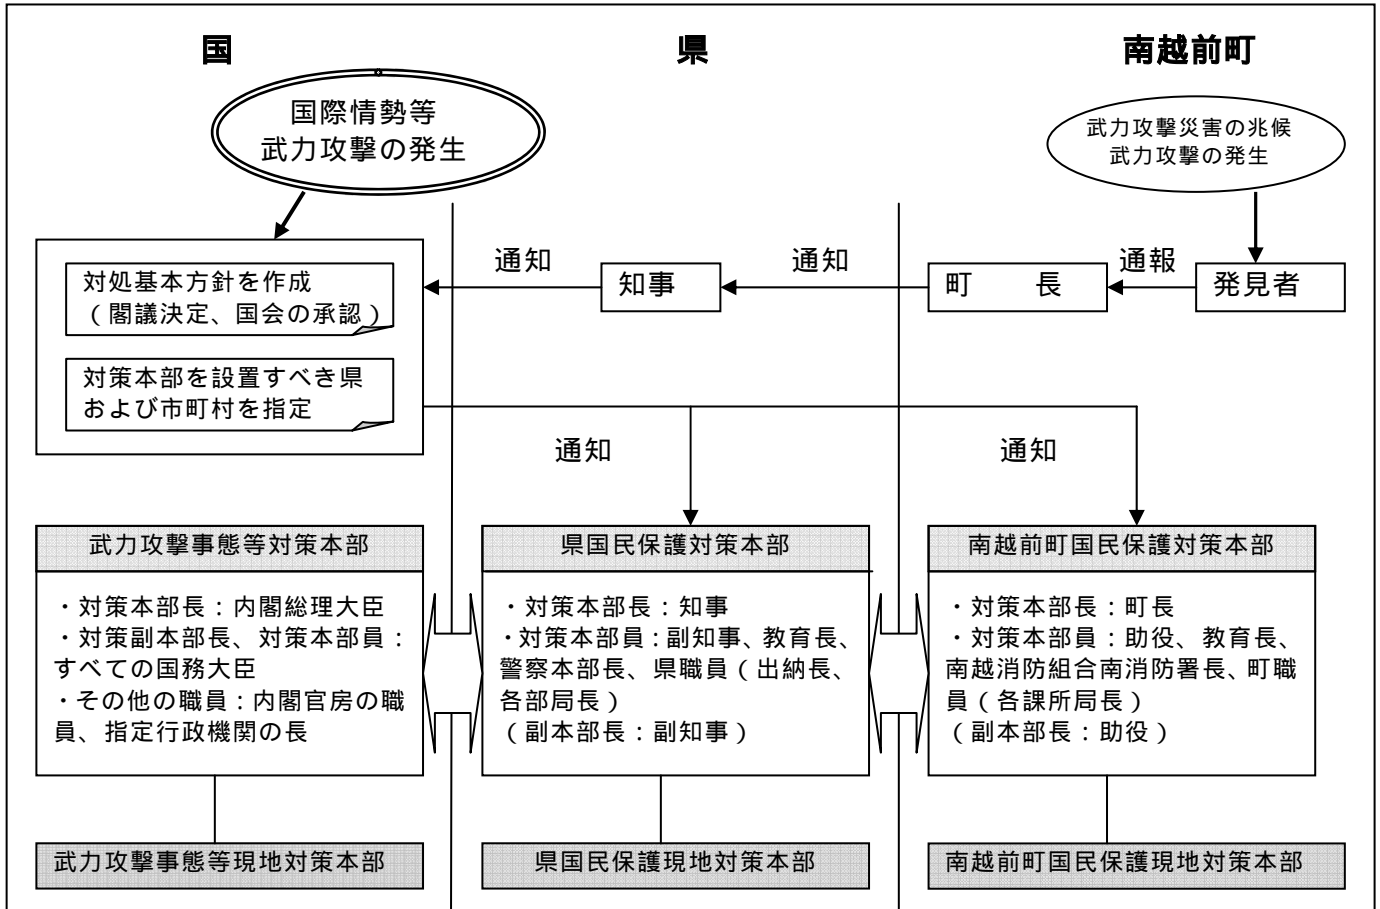 国
県
南越前町
国際情勢等
武力攻撃の発生
武力攻撃災害の兆候
武力攻撃の発生
対処基本方針を作成
（閣議決定、国会の承認）
通知
知事
通知
町　　長
通報
発見者
対策本部を設置すべき県
および市町村を指定
通知
通知
武力攻撃事態等対策本部
・対策本部長：内閣総理大臣
・対策副本部長、対策本部員：
すべての国務大臣
・その他の職員：内閣官房の職
員、指定行政機関の長
県国民保護対策本部
・対策本部長：知事
・対策本部員：副知事、教育長、
警察本部長、県職員（出納長、
各部局長）
（副本部長：副知事）
南越前町国民保護対策本部
・対策本部長：町長
・対策本部員：助役、教育長、
南越消防組合南消防署長、町職
員（各課所局長）
（副本部長：助役）
武力攻撃事態等現地対策本部
県国民保護現地対策本部
南越前町国民保護現地対策本部